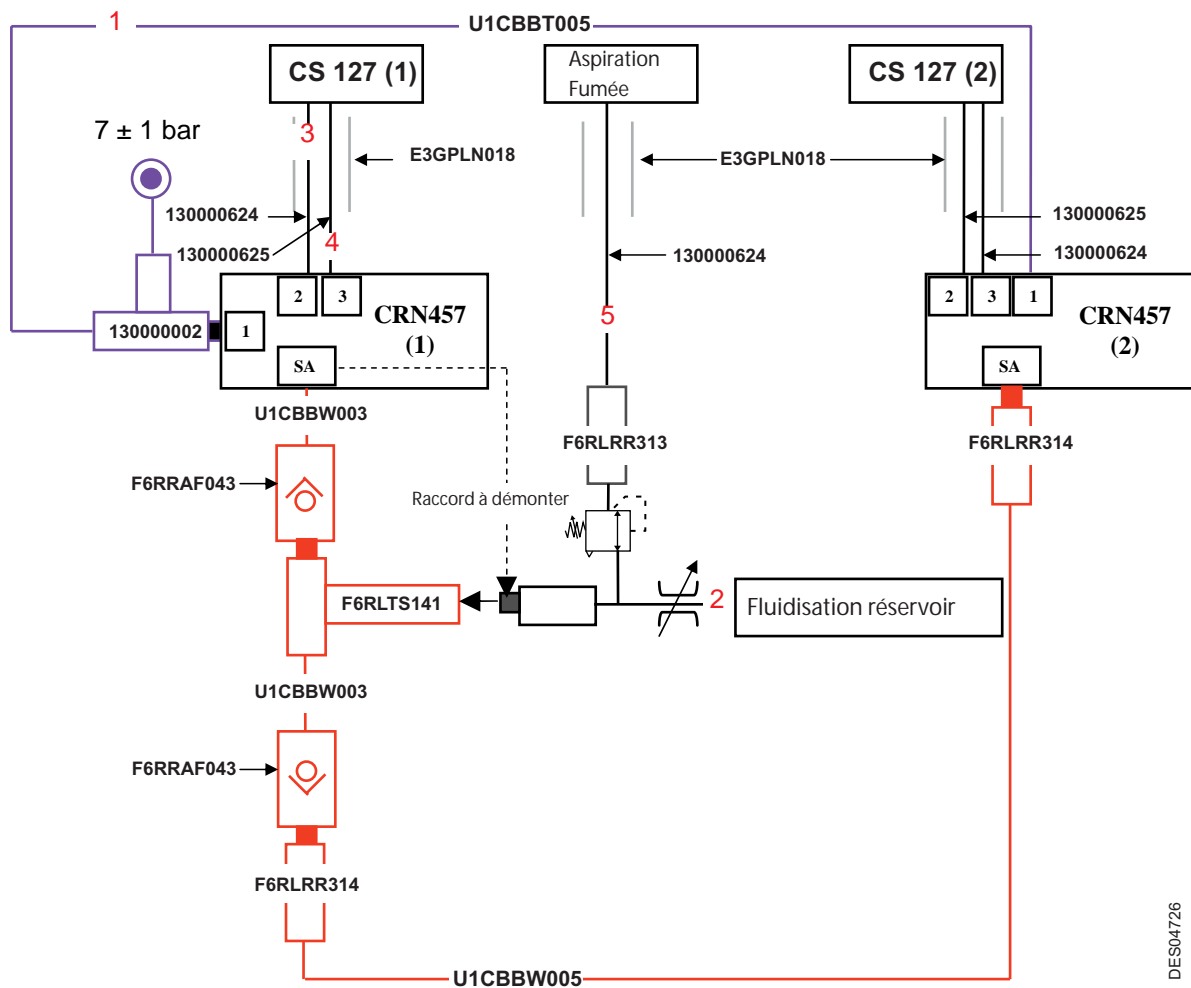 1
U1CBBT005
CS 127 (1)
Aspiration
Fumée
CS 127 (2)
7 ± 1 bar
3
E3GPLN018
E3GPLN018
130000624
130000625
130000625
4
130000624
130000624
2
3
CRN457
(1)
5
2
3
1
CRN457
(2)
130000002
1
SA
SA
U1CBBW003
F6RLRR313
F6RLRR314
F6RRAF043
Raccord à démonter
F6RLTS141
2
Fluidisation réservoir
U1CBBW003
F6RRAF043
F6RLRR314
U1CBBW005
DES04726